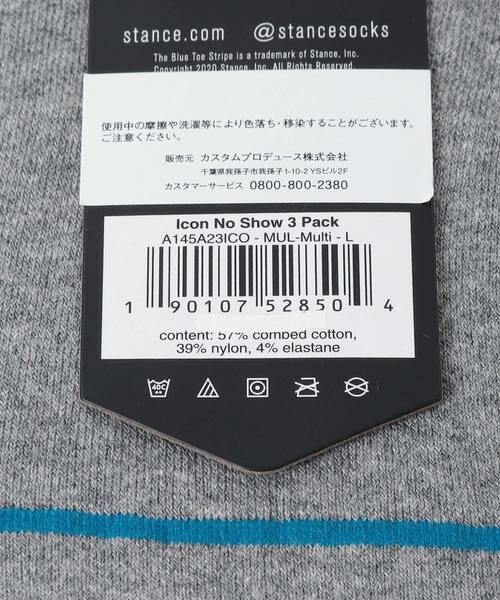 stance.com @stancesocks
The Blue Toe Stripe is a trademark of Stance, Inc.
Copyright 2020 Stance, Inc. All Rights Reserved.
使用中の摩擦や洗濯等により色落ち・移染することがございます。
ご注意ください。
販売元 カスタムプロデュース株式会社
千葉県我孫子市我孫子1-10-2 YSビル2F
カスタマーサービス 0800-800-2380
Icon No Show 3 Pack
A145A23ICO - MUL-Multi - L
1 90107 52850 4
content: 57% combed cotton,
39% nylon, 4% elastane
40C